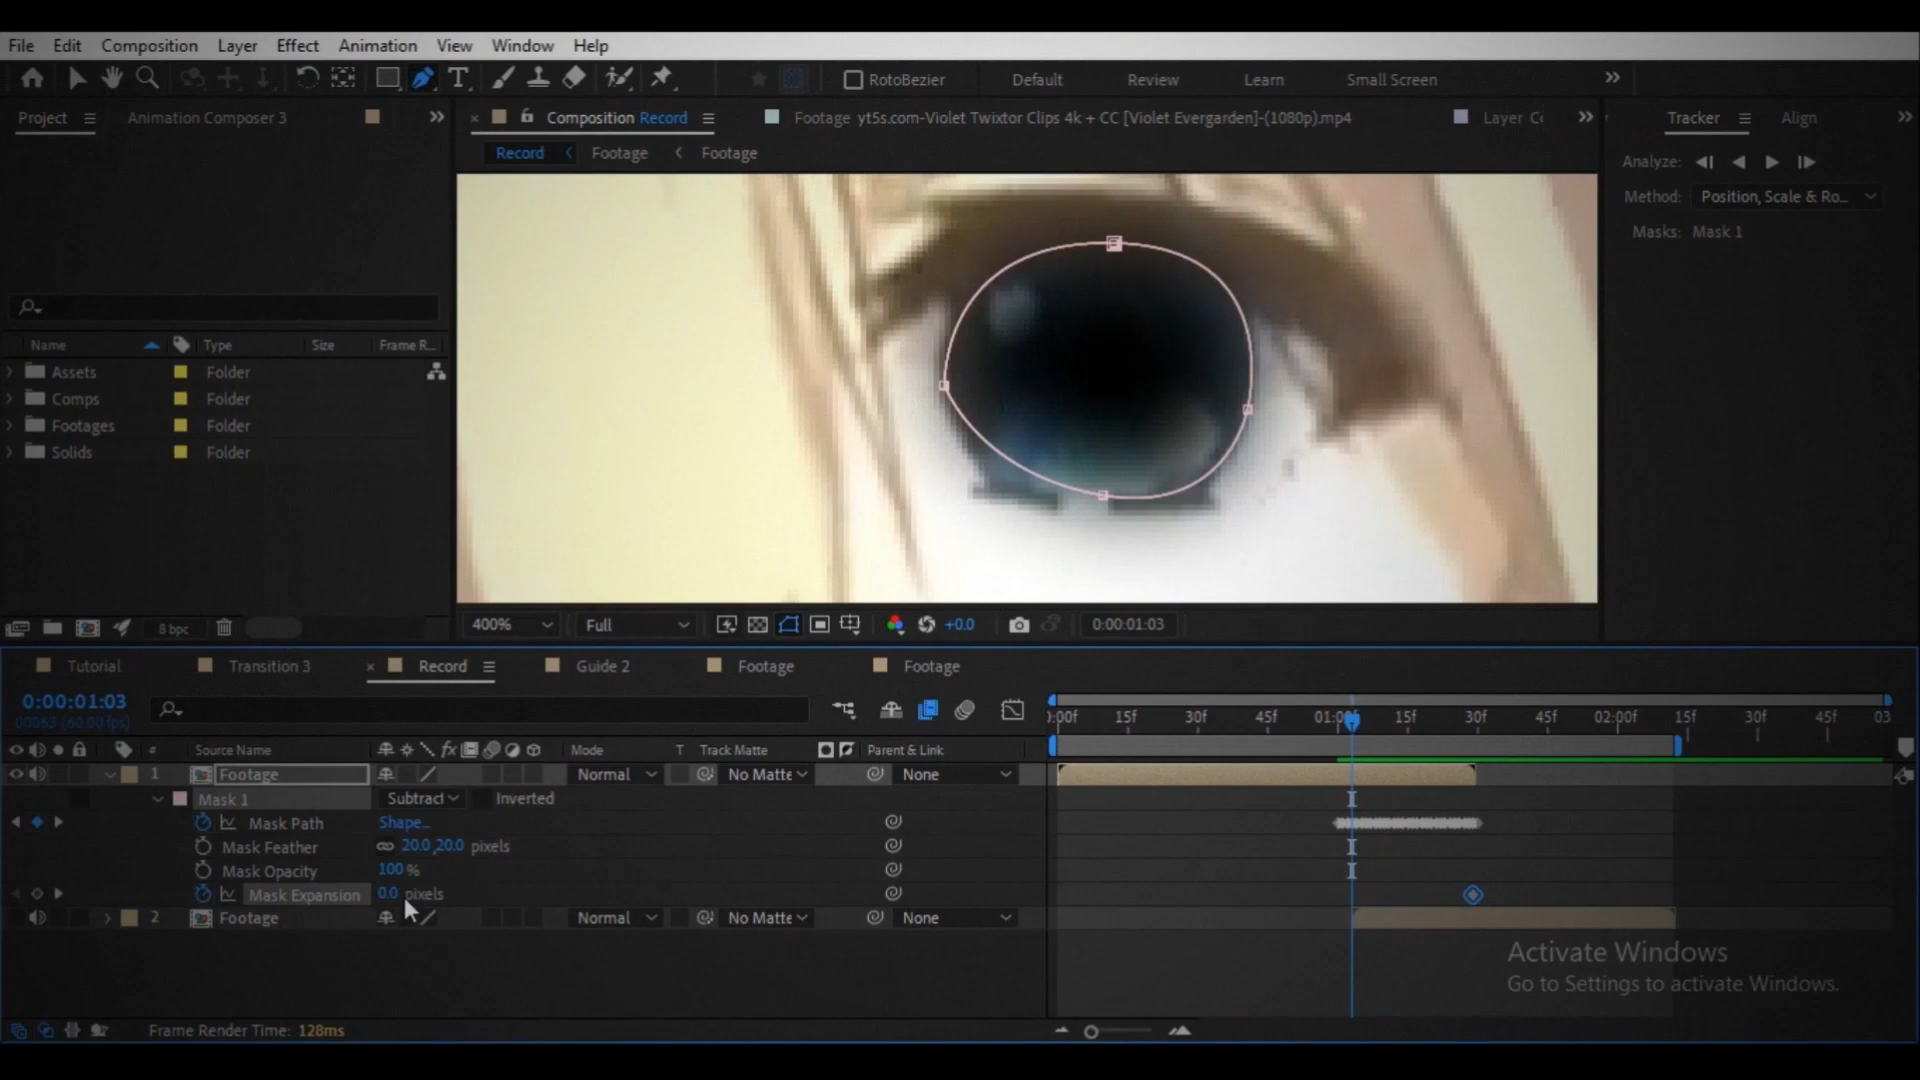 File Edit Composition Layer Effect Animation View Window Help
RotoBezier Default Review Learn Small Screen
Project Animation Composer 3 Composition Record Footage yt5s.com-Violet Twixtor Clips 4k + CC [Violet Evergarden]-(1080p).mp4 Tracker Align
Record Footage Footage
Analyze:
Method: Position, Scale & Ro...
Masks: Mask 1
Name Type Size Frame R...
Assets Folder
Comps Folder
Footages Folder
Solids Folder
8 bpc
400% Full +0.0 0:00:01:03
Tutorial Transition 3 Record Guide 2 Footage Footage
0:00:01:03
00063 (60.00 fps)
15f 30f 45f 15f 30f 45f 02:00f 15f 30f 45f 03
# Source Name fx Mode T Track Matte Parent & Link
1 Footage Normal No Matte None
Mask 1 Subtract Inverted
Mask Path Shape...
Mask Feather 20.0,20.0 pixels
Mask Opacity 100%
Mask Expansion 0.0 pixels
2 Footage Normal No Matte None
Activate Windows
Go to Settings to activate Windows.
Frame Render Time: 128ms